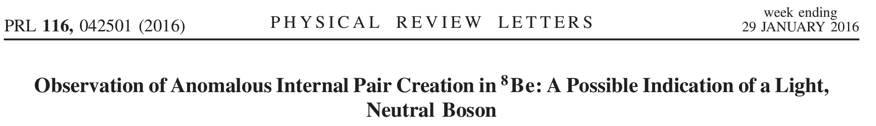 PRL 116, 042501 (2016) PHYSICAL REVIEW LETTERS week ending 29 JANUARY 2016
Observation of Anomalous Internal Pair Creation in ⁸Be: A Possible Indication of a Light,
Neutral Boson